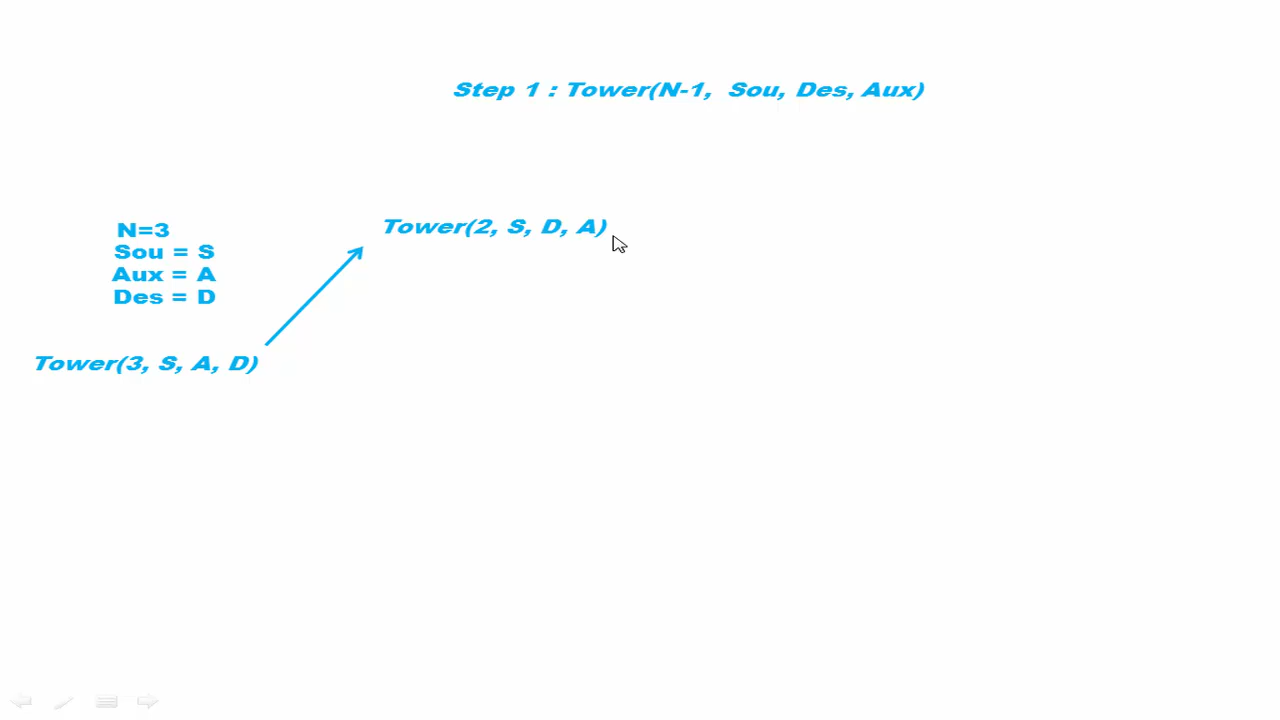 Step 1 : Tower(N-1, Sou, Des, Aux)
Tower(2, S, D, A)
N=3
Sou = S
Aux = A
Des = D
Tower(3, S, A, D)